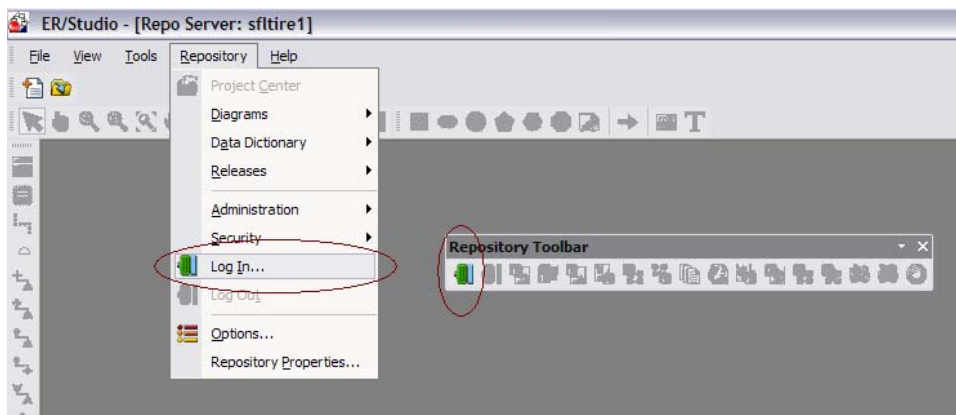 ER/Studio - [Repo Server: sfltire1]
File View Tools Repository Help
Project Center
Diagrams
Data Dictionary
Releases
Administration
Security
Log In...
Log Out
Options...
Repository Properties...
Repository Toolbar
T